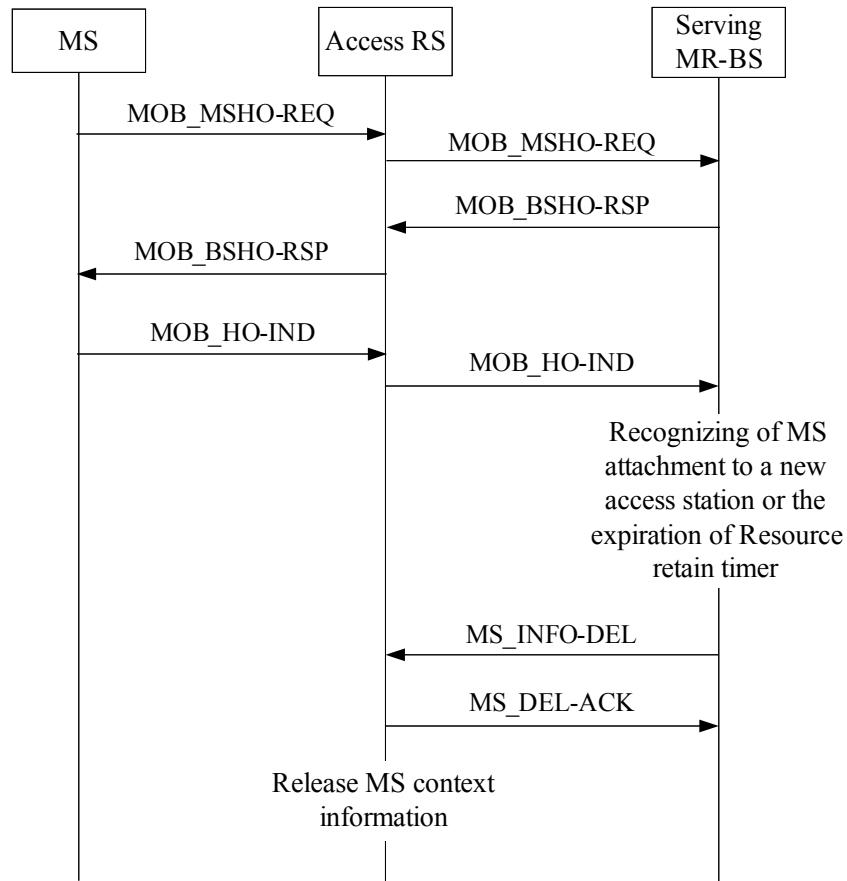 MS
Access RS
Serving
MR-BS
MOB_MSHO-REQ
MOB_MSHO-REQ
MOB_BSHO-RSP
MOB_BSHO-RSP
MOB_HO-IND
MOB_HO-IND
Recognizing of MS
attachment to a new
access station or the
expiration of Resource
retain timer
MS_INFO-DEL
MS_DEL-ACK
Release MS context
information